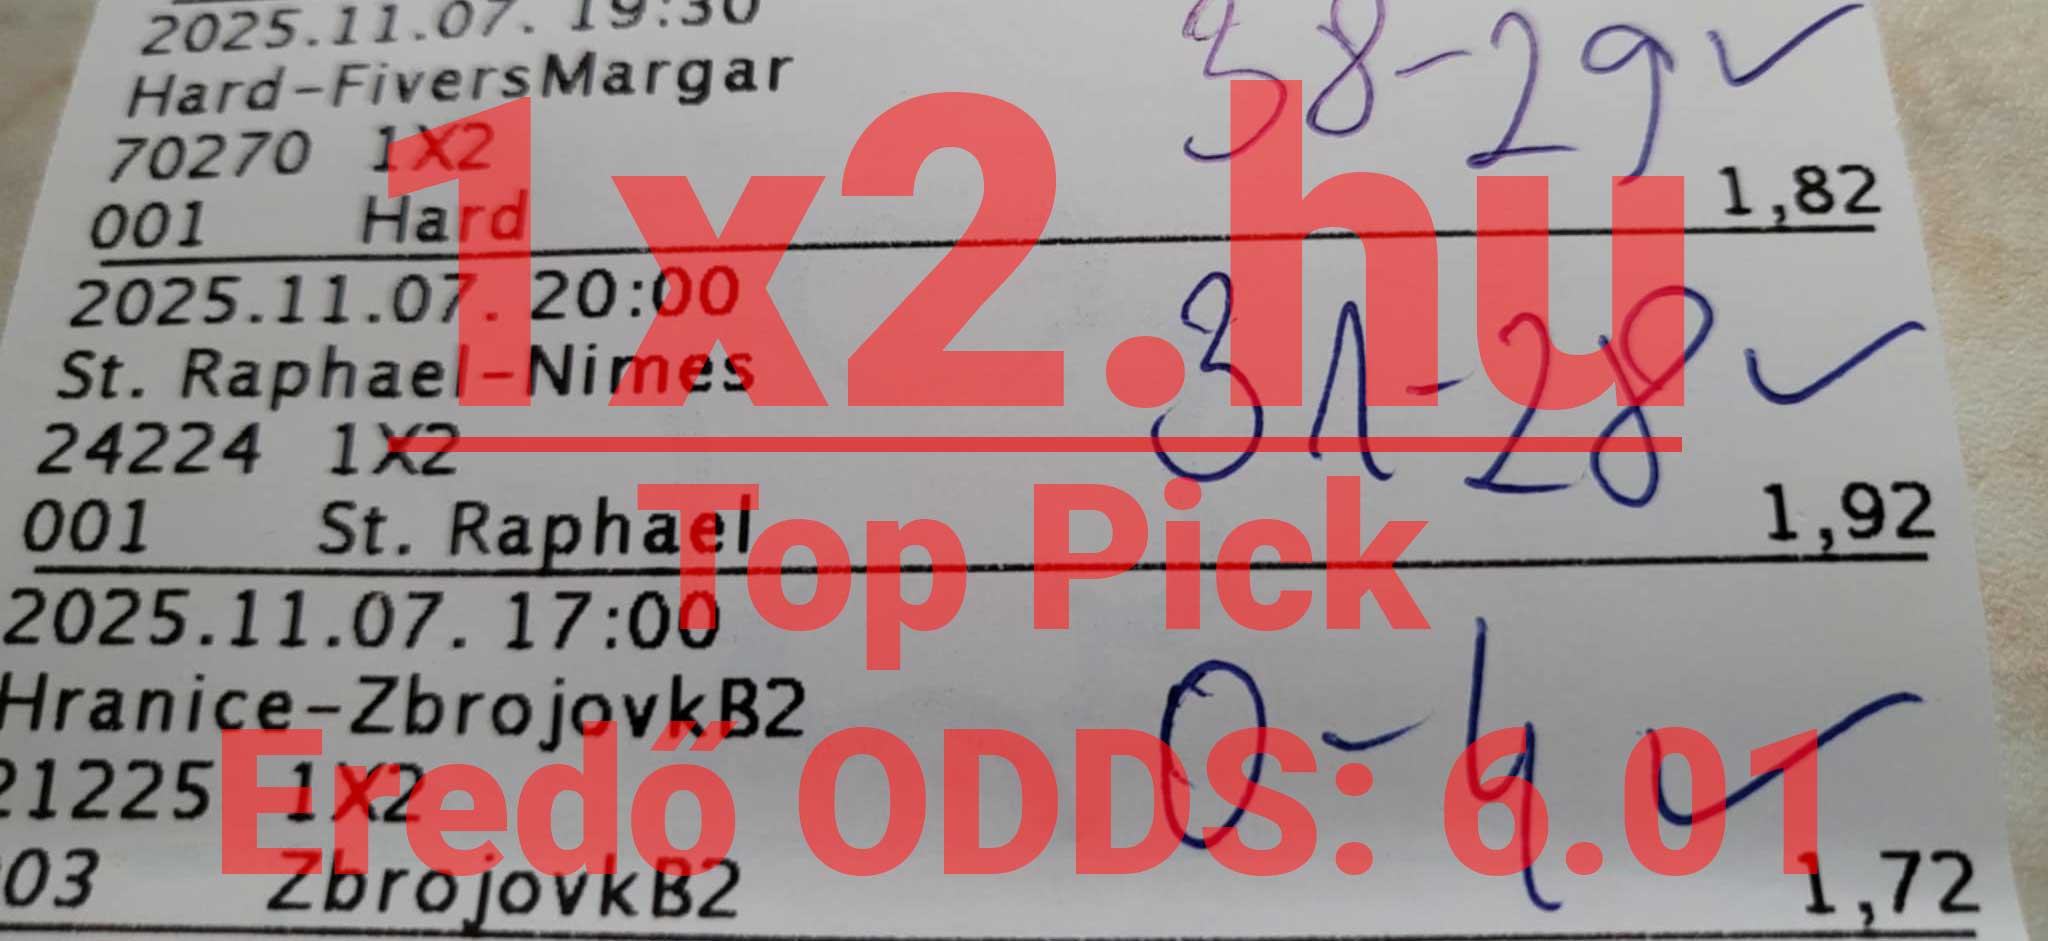 2025.11.07. 19:30
Hard-FiversMargar
38-29 ✓
70270 1X2
001 Hard 1,82
2025.11.07. 20:00
St. Raphael-Nimes
31-28 ✓
24224 1X2
001 St. Raphael 1,92
2025.11.07. 17:00
Hranice-ZbrojovkB2
0-4 ✓
21225 1X2
003 ZbrojovkB2 1,72
1x2.hu
Top Pick
Eredő ODDS: 6.01